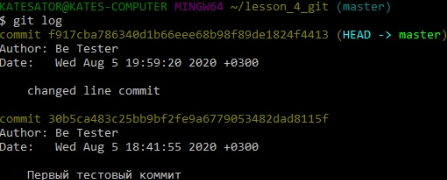 KATESATOR@KATES-COMPUTER MINGW64 ~/lesson_4_git (master)
$ git log
commit f917cba786340d1b66eee68b98f89de1824f4413 (HEAD -> master)
Author: Be Tester
Date:   Wed Aug 5 19:59:20 2020 +0300
changed line commit
commit 30b5ca483c25bb9bf2fe9a6779053482dad8115f
Author: Be Tester
Date:   Wed Aug 5 18:41:55 2020 +0300
Первый тестовый коммит